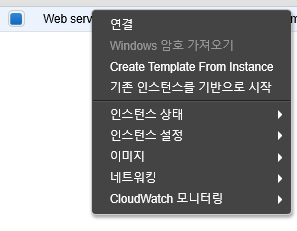 Web serv
연결
Windows 암호 가져오기
Create Template From Instance
기존 인스턴스를 기반으로 시작
인스턴스 상태
인스턴스 설정
이미지
네트워킹
CloudWatch 모니터링